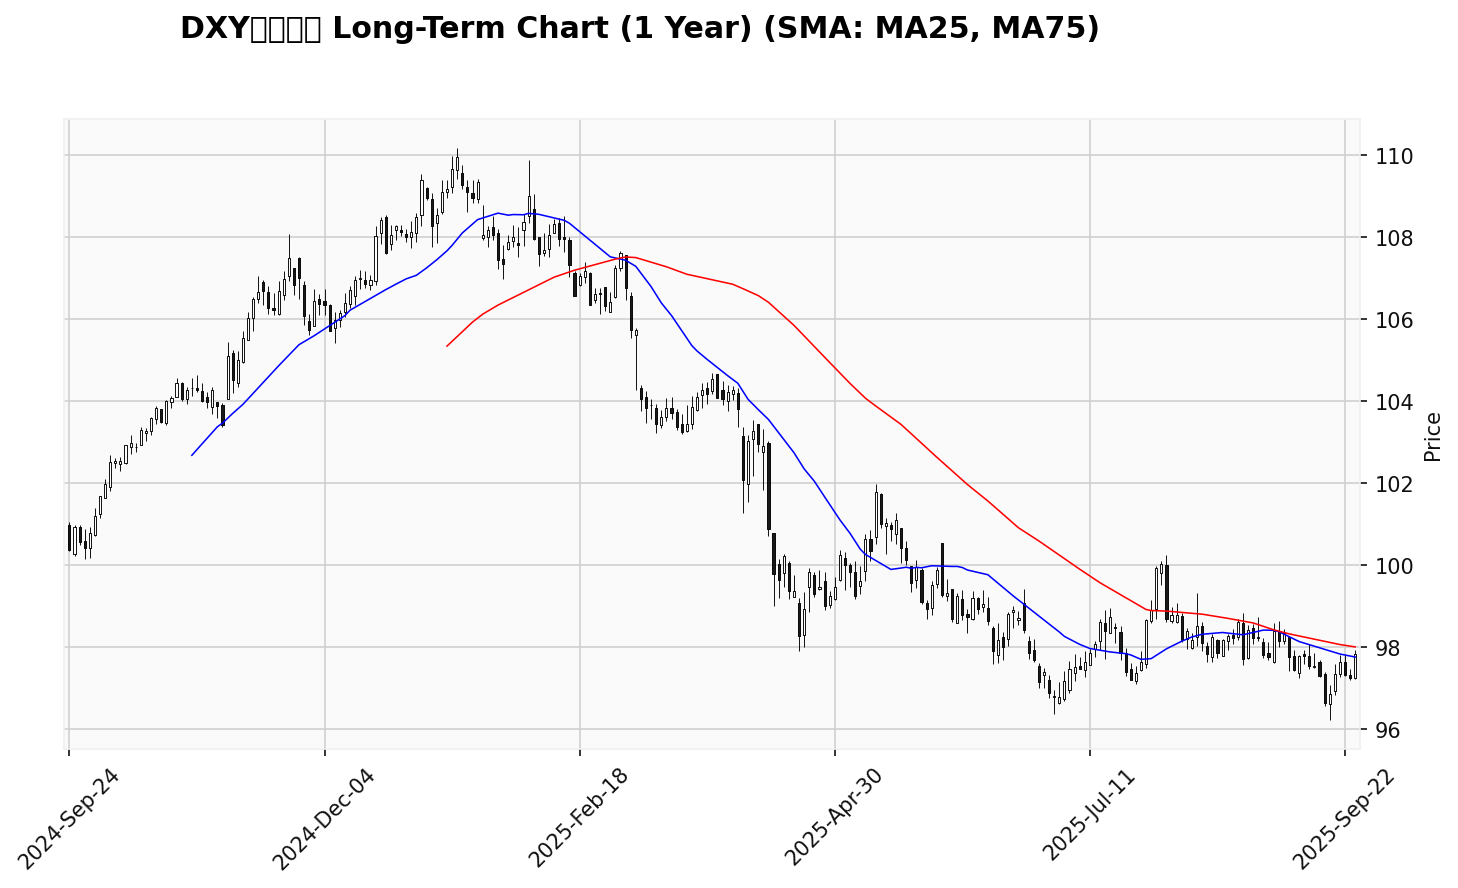 DXY Long-Term Chart (1 Year) (SMA: MA25, MA75)
110
108
106
104
102
100
98
96
Price
2024-Sep-24
2024-Dec-04
2025-Feb-18
2025-Apr-30
2025-Jul-11
2025-Sep-22